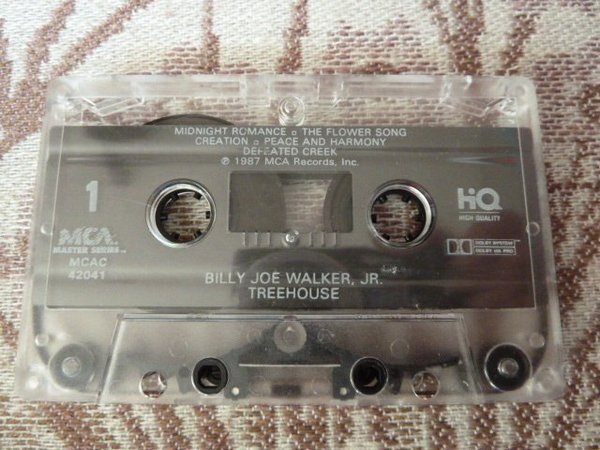 MIDNIGHT ROMANCE ▫ THE FLOWER SONG
CREATION ▫ PEACE AND HARMONY
DEFEATED CREEK
℗ 1987 MCA Records, Inc.
1
HiQ
HIGH QUALITY
MCA
MASTER SERIES
MCAC
42041
DOLBY SYSTEM
DOLBY HX PRO
BILLY JOE WALKER, JR.
TREEHOUSE